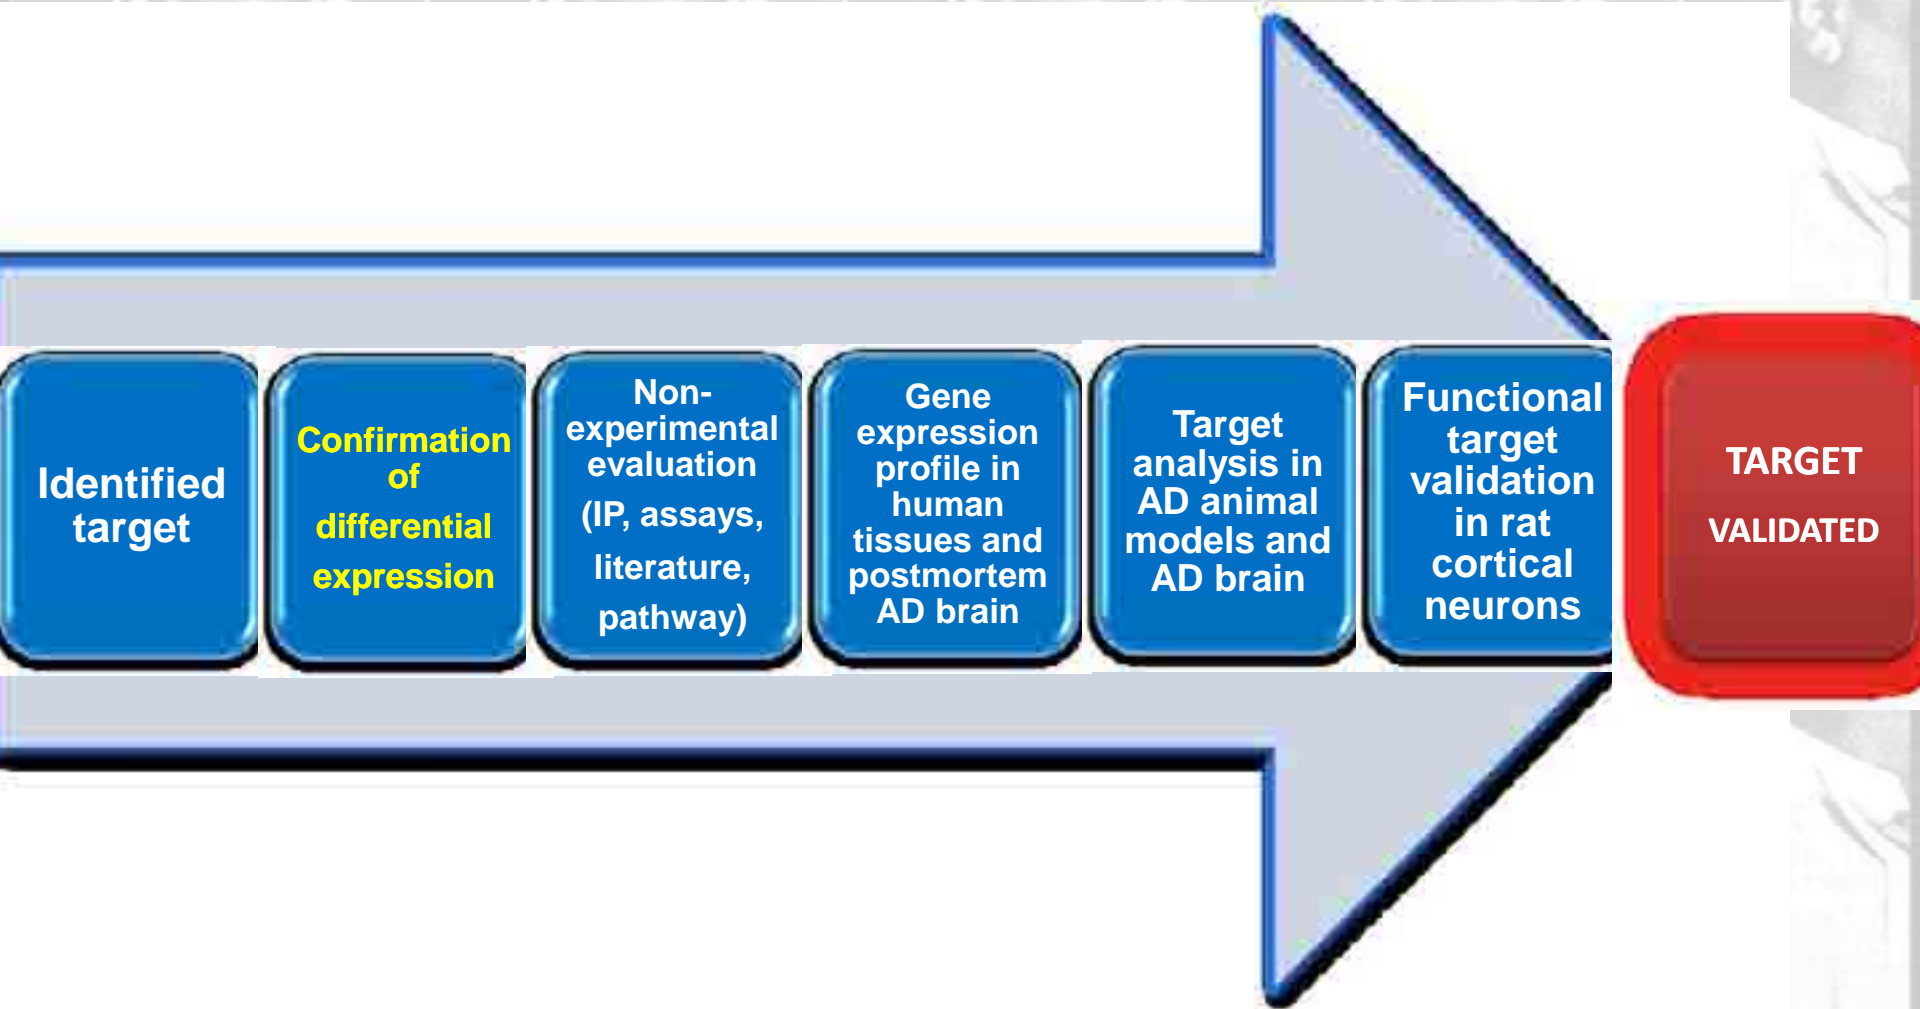 Identified
target
Confirmation
of
differential
expression
Non-
experimental
evaluation
(IP, assays,
literature,
pathway)
Gene
expression
profile in
human
tissues and
postmortem
AD brain
Target
analysis in
AD animal
models and
AD brain
Functional
target
validation
in rat
cortical
neurons
TARGET
VALIDATED